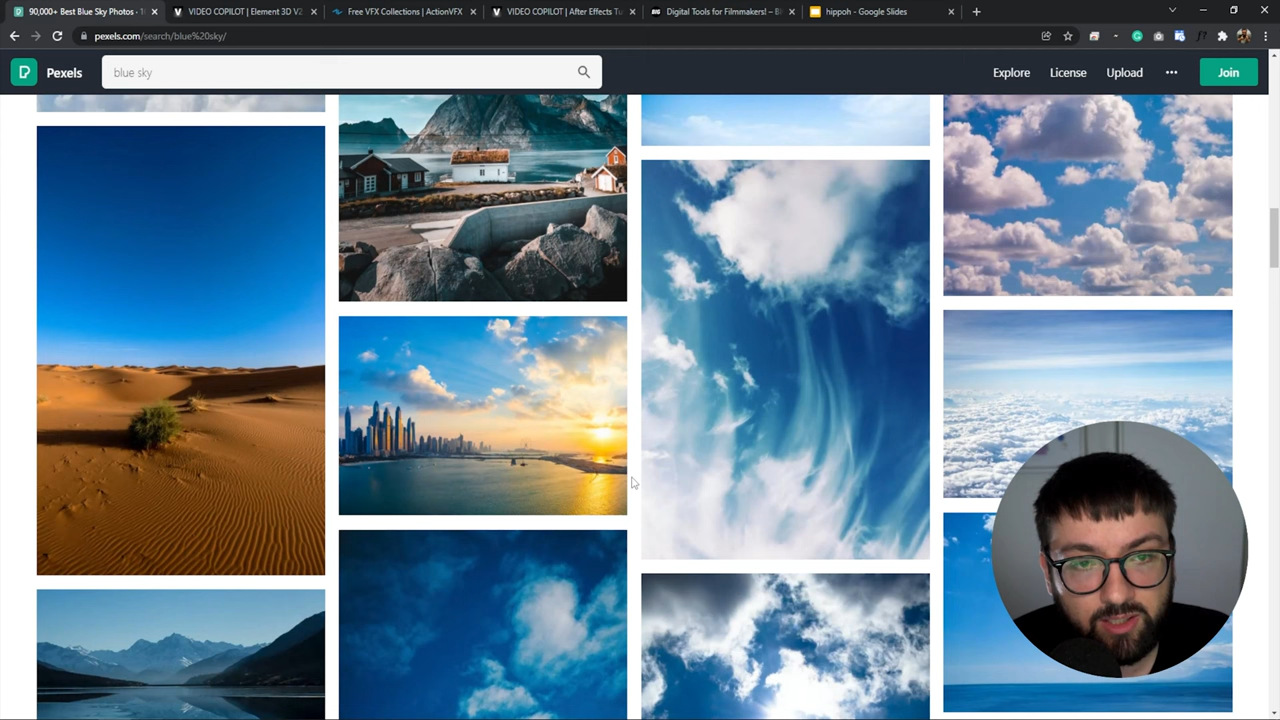 90,000+ Best Blue Sky Photos · 1
VIDEO COPILOT | Element 3D V2
Free VFX Collections | ActionVFX
VIDEO COPILOT | After Effects Tu
Digital Tools for Filmmakers! –
hippoh - Google Slides
pexels.com/search/blue%20sky/
Pexels
blue sky
Explore
License
Upload
Join